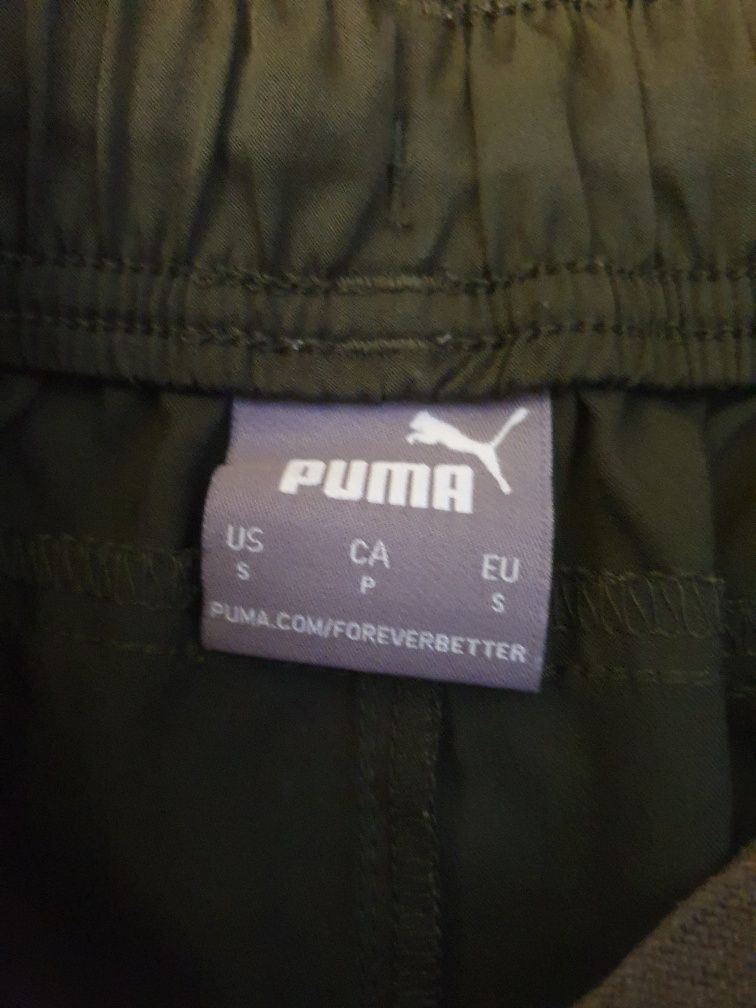 PUMA
US CA EU
S P S
PUMA.COM/FOREVERBETTER